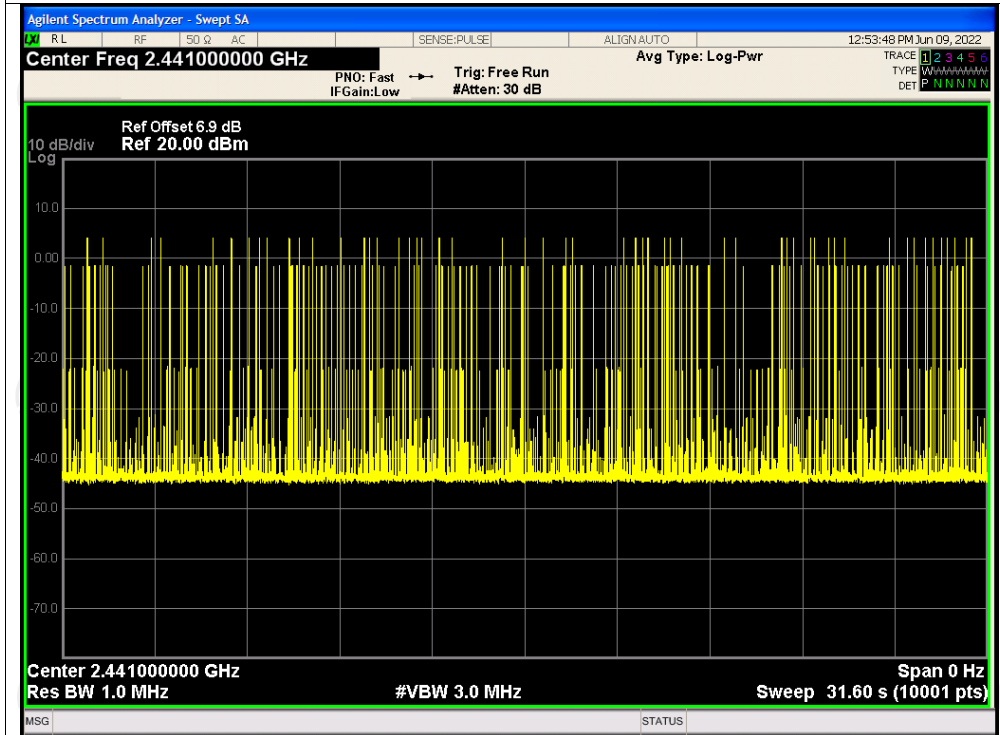 Agilent Spectrum Analyzer - Swept SA
LXI RL RF 50 Ω AC SENSE:PULSE ALIGN AUTO 12:53:48 PM Jun 09, 2022
Center Freq 2.441000000 GHz
PNO: Fast
IFGain:Low
Trig: Free Run
#Atten: 30 dB
Avg Type: Log-Pwr
TRACE 1 2 3 4 5 6
TYPE W
DET P N N N N N
Ref Offset 6.9 dB
10 dB/div Ref 20.00 dBm
Log
10.0
0.00
-10.0
-20.0
-30.0
-40.0
-50.0
-60.0
-70.0
Center 2.441000000 GHz Span 0 Hz
Res BW 1.0 MHz #VBW 3.0 MHz Sweep 31.60 s (10001 pts)
MSG STATUS